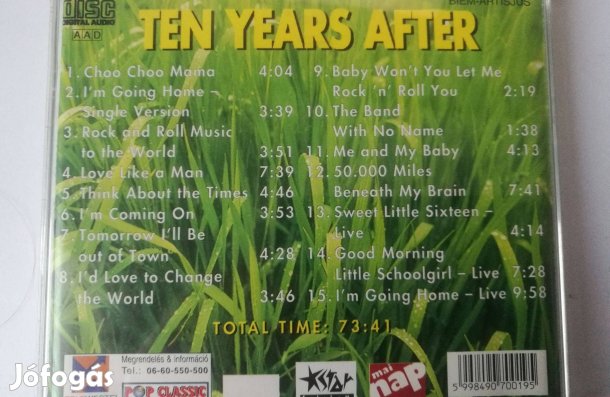 DISC
DIGITAL AUDIO
AAD
BIEM-ARTISJUS
TEN YEARS AFTER
1. Choo Choo Mama 4:04
2. I'm Going Home –
Single Version 3:39
3. Rock and Roll Music
to the World 3:51
4. Love Like a Man 7:39
5. Think About the Times 4:46
6. I'm Coming On 3:53
7. Tomorrow I'll Be
out of Town 4:28
8. I'd Love to Change
the World 3:46
9. Baby Won't You Let Me
Rock 'n' Roll You 2:19
10. The Band
With No Name 1:38
11. Me and My Baby 4:13
12. 50.000 Miles
Beneath My Brain 7:41
13. Sweet Little Sixteen –
Live 4:14
14. Good Morning
Little Schoolgirl – Live 7:28
15. I'm Going Home – Live 9:58
TOTAL TIME: 73:41
Megrendelés & információ
Tel.: 06-60-550-500
POP CLASSIC
mai
nap
5 998490 700195
Jófogás